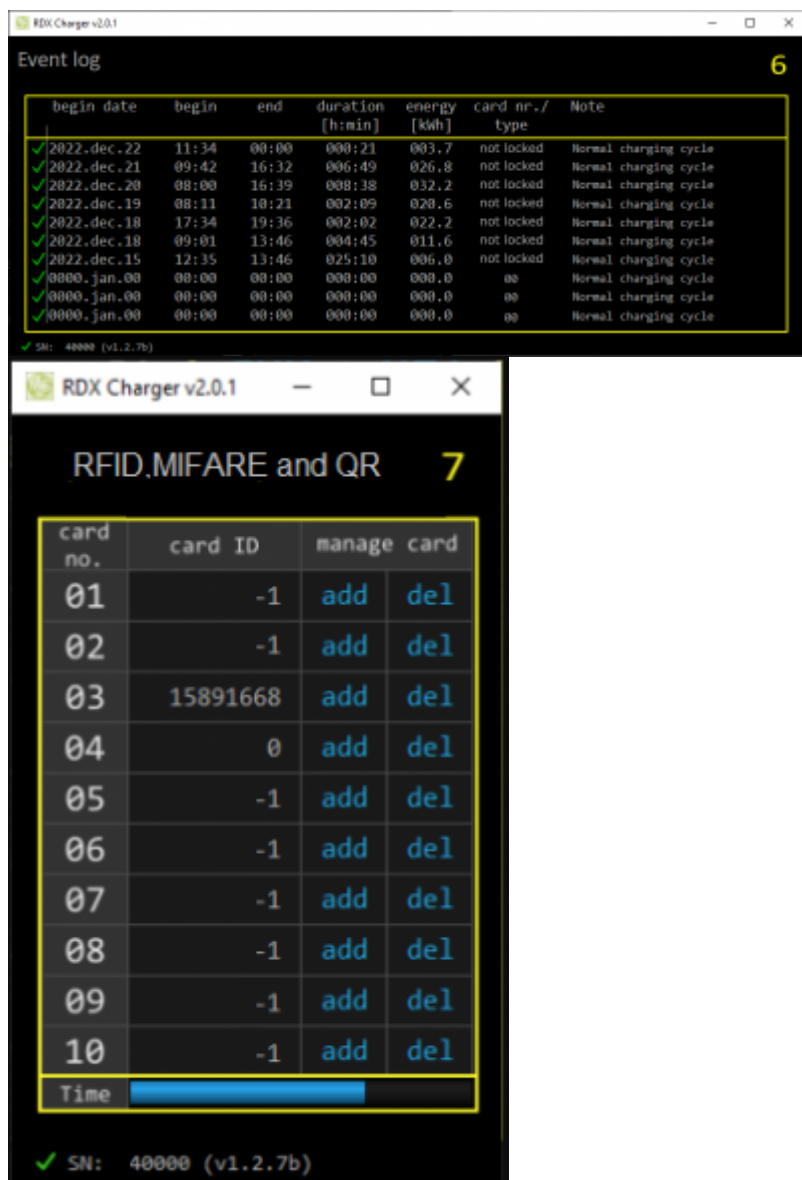 RDX Charger v2.0.1
Event log 6
begin date begin end duration [h:min] energy [kWh] card nr./ type Note
2022.dec.22 11:34 00:00 000:21 003.7 not locked Normal charging cycle
2022.dec.21 09:42 16:32 006:49 026.8 not locked Normal charging cycle
2022.dec.20 08:00 16:39 008:38 032.2 not locked Normal charging cycle
2022.dec.19 08:11 10:21 002:09 020.6 not locked Normal charging cycle
2022.dec.18 17:34 19:36 002:02 022.2 not locked Normal charging cycle
2022.dec.18 09:01 13:46 004:45 011.6 not locked Normal charging cycle
2022.dec.15 12:35 13:46 025:10 006.0 not locked Normal charging cycle
0000.jan.00 00:00 00:00 000:00 000.0 00 Normal charging cycle
0000.jan.00 00:00 00:00 000:00 000.0 00 Normal charging cycle
0000.jan.00 00:00 00:00 000:00 000.0 00 Normal charging cycle
SN: 40000 (v1.2.7b)
RDX Charger v2.0.1
RFID,MIFARE and QR 7
card no. card ID manage card
01 -1 add del
02 -1 add del
03 15891668 add del
04 0 add del
05 -1 add del
06 -1 add del
07 -1 add del
08 -1 add del
09 -1 add del
10 -1 add del
Time
SN: 40000 (v1.2.7b)